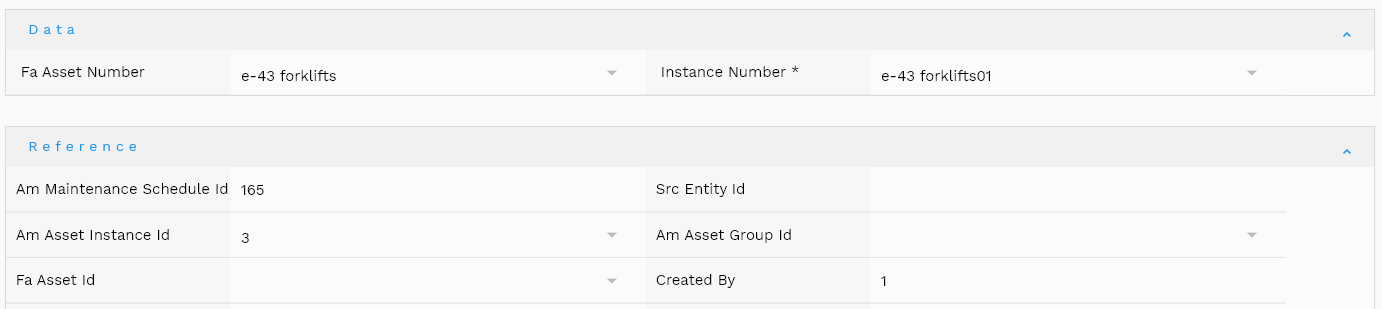 Data
Fa Asset Number e-43 forklifts Instance Number * e-43 forklifts01
Reference
Am Maintenance Schedule Id 165 Src Entity Id
Am Asset Instance Id 3 Am Asset Group Id
Fa Asset Id Created By 1